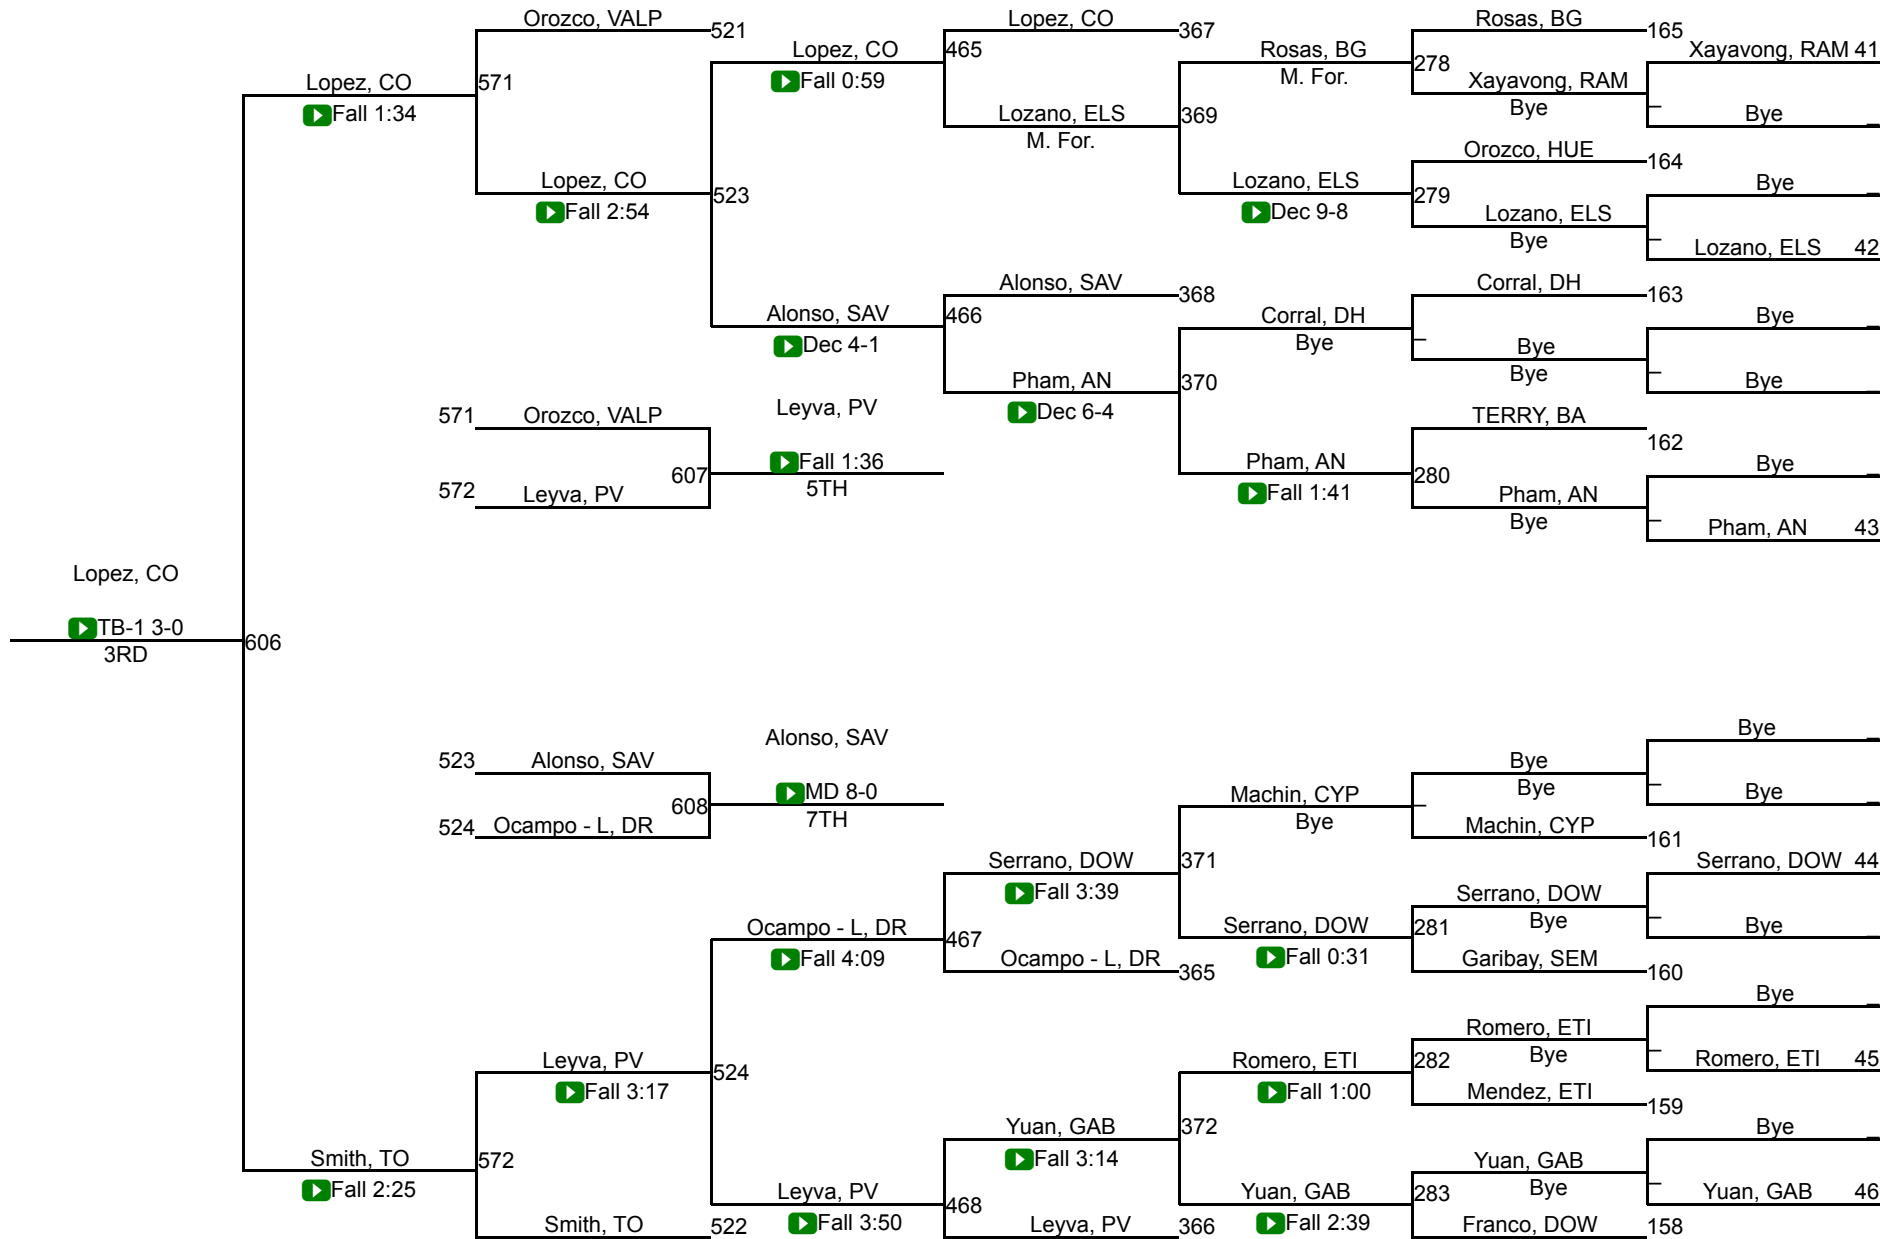 Orozco, VALP
521
Lopez, CO
367
Rosas, BG
165
Lopez, CO
465
Rosas, BG
M. For.
278
Xayavong, RAM 41
Fall 0:59
Lopez, CO
571
Xayavong, RAM
Bye
Fall 1:34
Lozano, ELS
M. For.
369
Bye
Orozco, HUE
164
Lopez, CO
523
Lozano, ELS
279
Bye
Fall 2:54
Dec 9-8
Lozano, ELS
Bye
Lozano, ELS 42
Alonso, SAV
368
Corral, DH
163
Alonso, SAV
466
Corral, DH
Bye
Bye
Dec 4-1
Bye
Bye
Pham, AN
370
Bye
Dec 6-4
571
Orozco, VALP
Leyva, PV
TERRY, BA
162
607
Fall 1:36
5TH
Pham, AN
280
Bye
572
Leyva, PV
Fall 1:41
Pham, AN
Bye
Pham, AN 43
Lopez, CO
TB-1 3-0
3RD
606
Alonso, SAV
Bye
523
Alonso, SAV
Bye
Bye
608
MD 8-0
7TH
Machin, CYP
Bye
Bye
524
Ocampo - L, DR
Machin, CYP
161
Serrano, DOW
371
Serrano, DOW 44
Fall 3:39
Serrano, DOW
Bye
Ocampo - L, DR
467
Serrano, DOW
281
Bye
Fall 4:09
Ocampo - L, DR
365
Fall 0:31
Garibay, SEM
160
Bye
Romero, ETI
Bye
Leyva, PV
524
Romero, ETI
282
Romero, ETI 45
Fall 3:17
Fall 1:00
Mendez, ETI
159
Yuan, GAB
372
Bye
Smith, TO
572
Fall 3:14
Yuan, GAB
Bye
Fall 2:25
Leyva, PV
468
Yuan, GAB
283
Yuan, GAB 46
Smith, TO
522
Fall 3:50
Leyva, PV
366
Fall 2:39
Franco, DOW
158